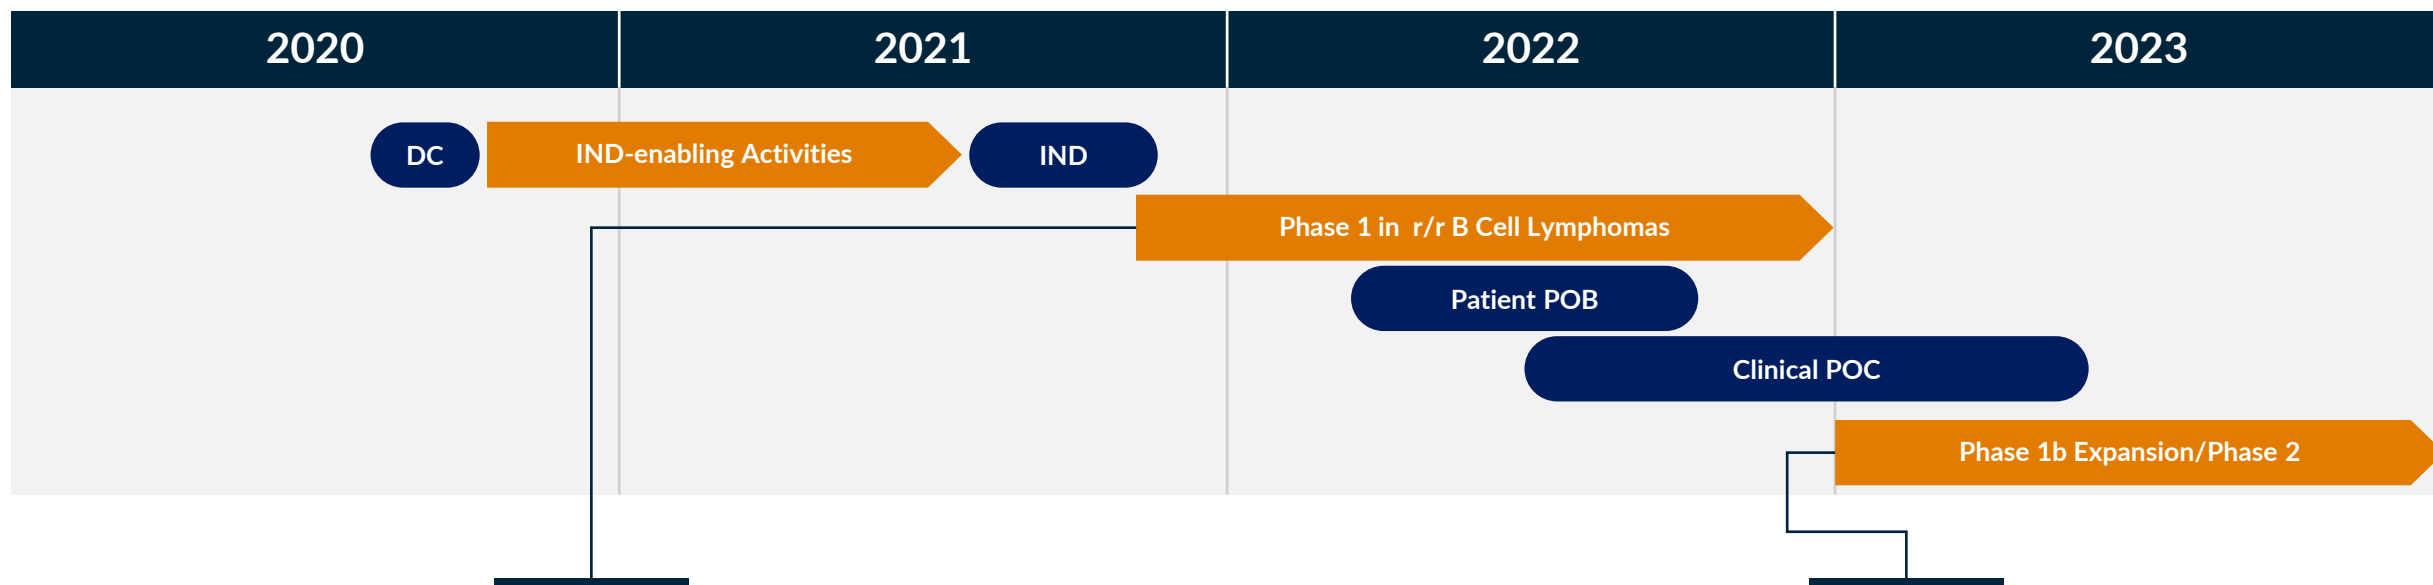 2020 2021 2022 2023
DC IND-enabling Activities IND
Phase 1 in r/r B Cell Lymphomas
Patient POB
Clinical POC
Phase 1b Expansion/Phase 2